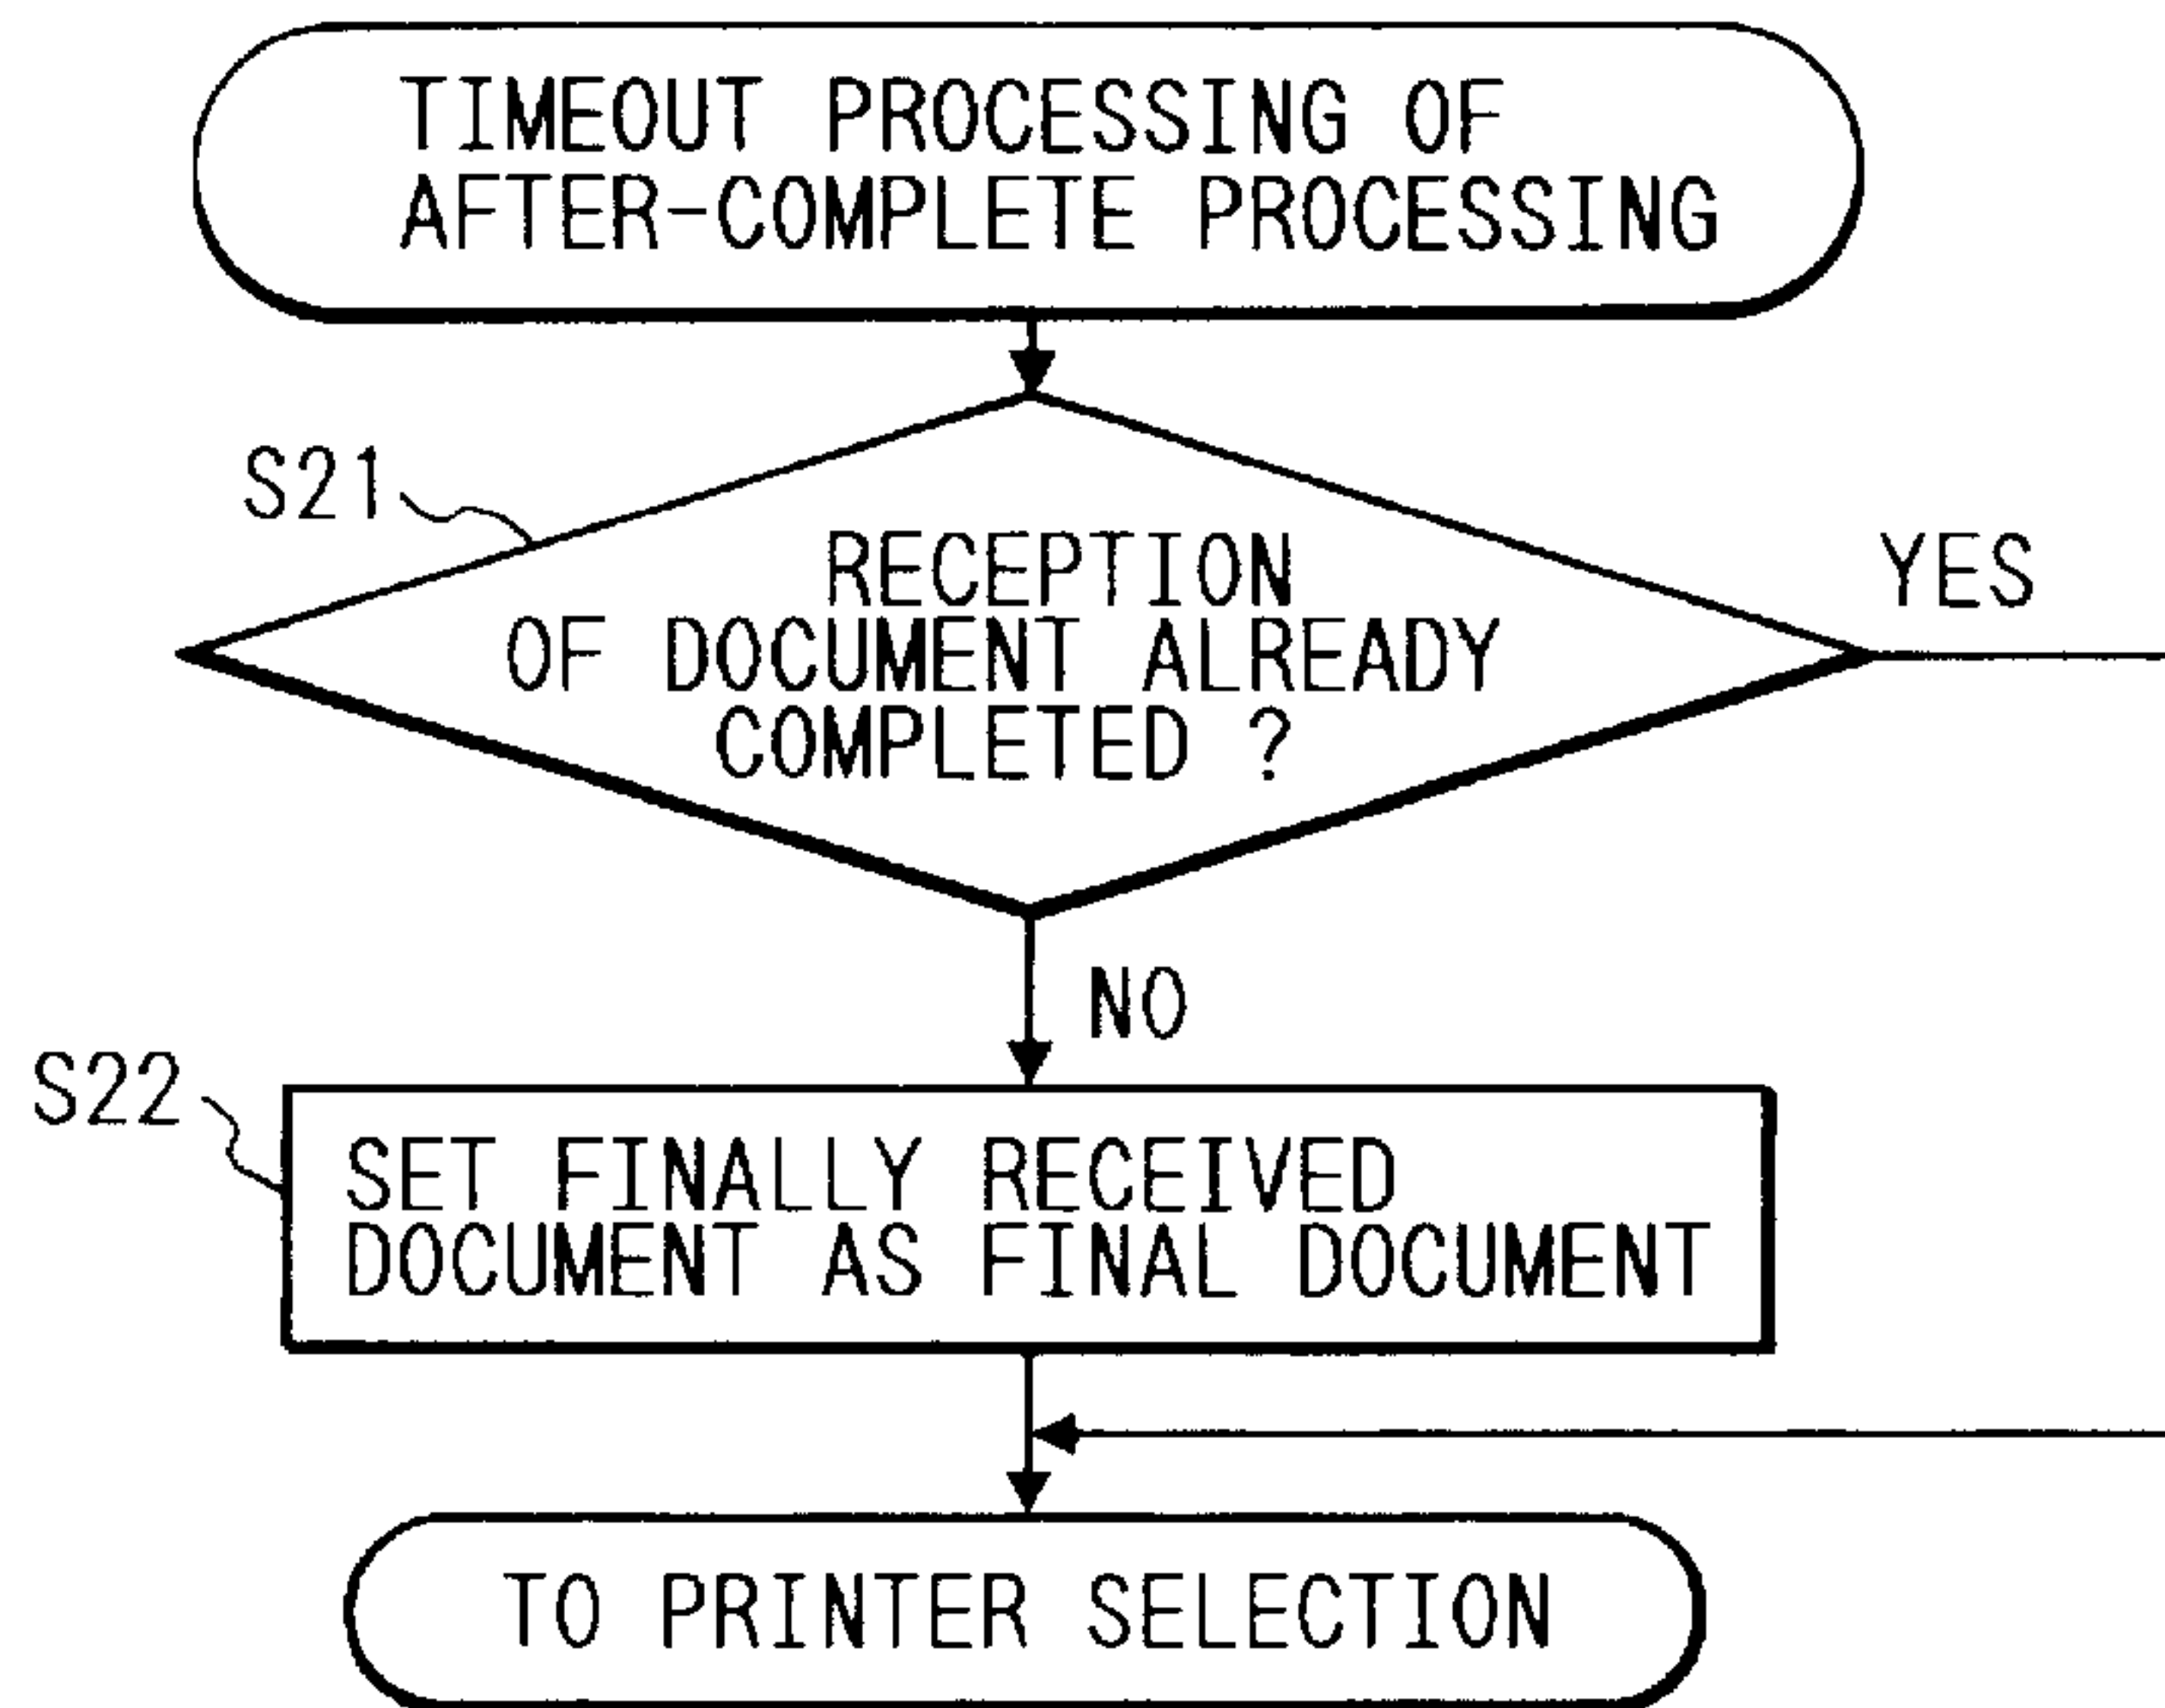 TIMEOUT PROCESSING OF
AFTER-COMPLETE PROCESSING
S21
RECEPTION
OF DOCUMENT ALREADY
COMPLETED ?
YES
NO
S22
SET FINALLY RECEIVED
DOCUMENT AS FINAL DOCUMENT
TO PRINTER SELECTION